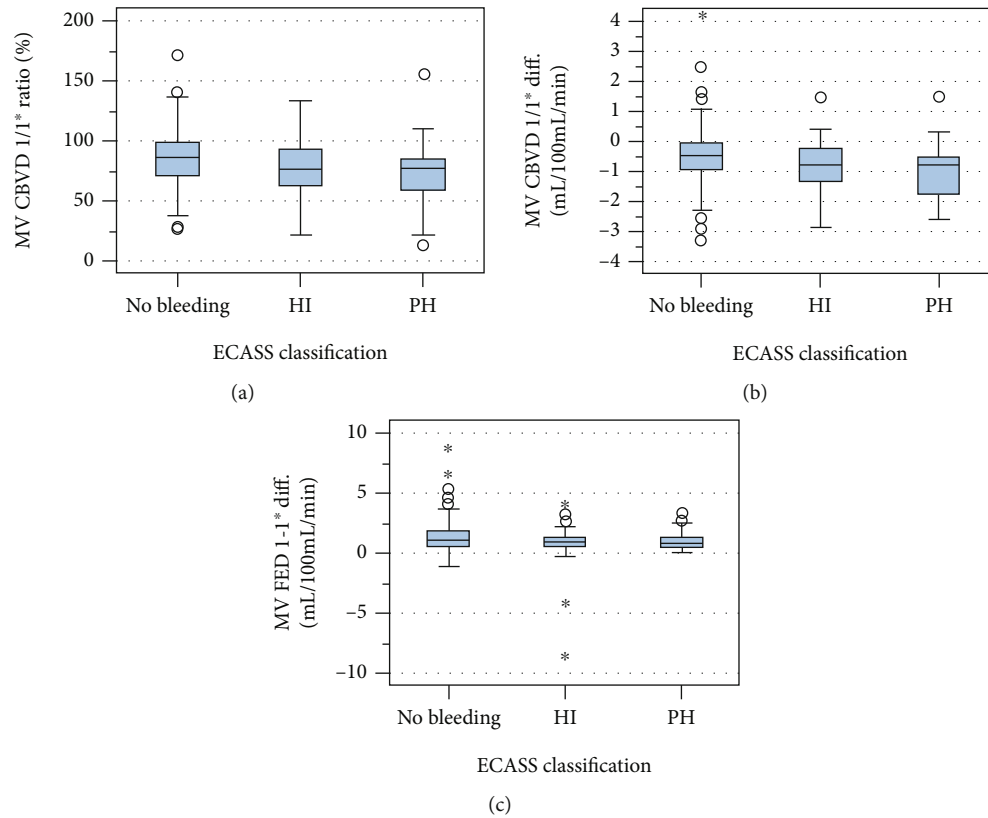 MV CBVD 1/1* ratio (%)
200
150
100
50
0
No bleeding HI PH
ECASS classification
(a)
MV CBVD 1/1* diff.
(mL/100mL/min)
4
3
2
1
0
–1
–2
–3
–4
*
No bleeding HI PH
ECASS classification
(b)
MV FED 1-1* diff.
(mL/100mL/min)
10
5
0
–5
–10
*
*
*
*
*
No bleeding HI PH
ECASS classification
(c)